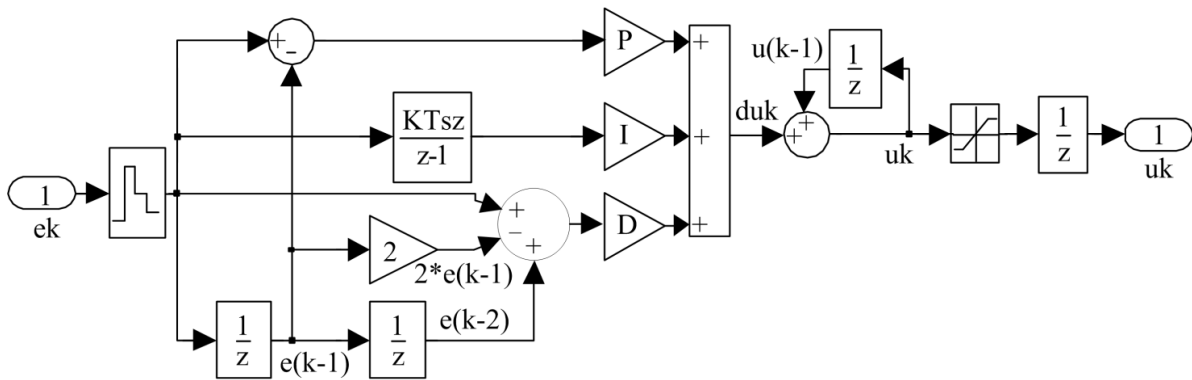 1
ek
+
-
P
KTsz
z-1
I
+
−
+
D
2
2*e(k-1)
1
z
e(k-1)
1
z
e(k-2)
+
+
+
duk
u(k-1)
1
z
+
+
uk
1
z
1
uk